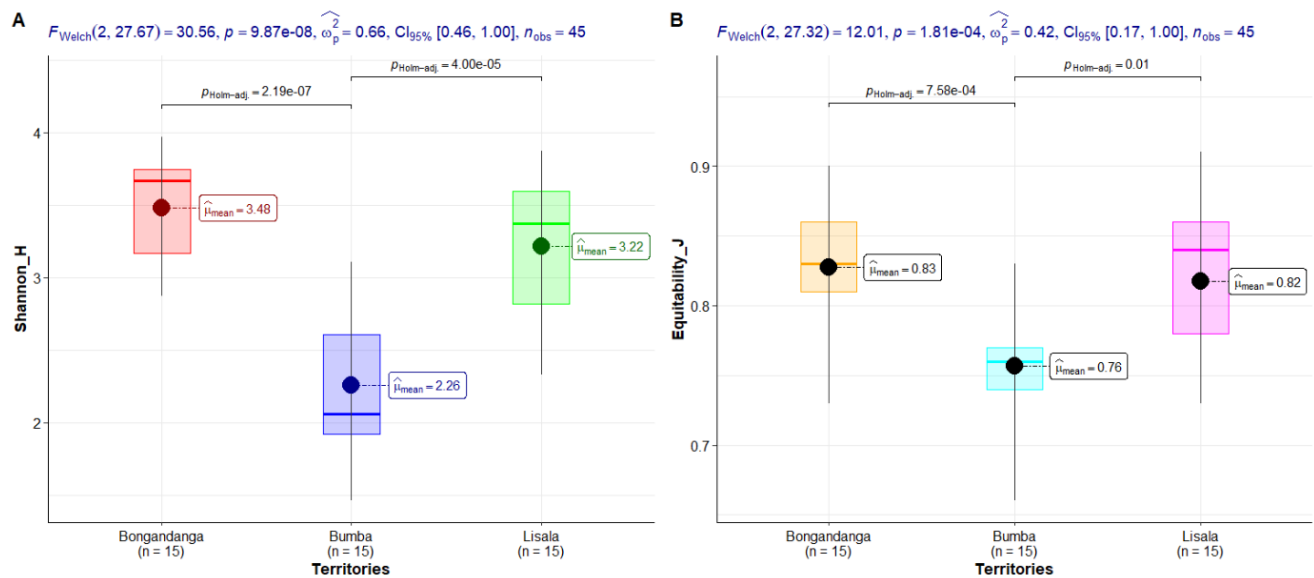 A
F_Welch(2, 27.67) = 30.56, p = 9.87e-08, ω̂²_p = 0.66, CI_95% [0.46, 1.00], n_obs = 45
p_Holm-adj. = 4.00e-05
p_Holm-adj. = 2.19e-07
4
3
2
Shannon_H
μ̂_mean = 3.48
μ̂_mean = 2.26
μ̂_mean = 3.22
Bongandanga
(n = 15)
Bumba
(n = 15)
Lisala
(n = 15)
Territories
B
F_Welch(2, 27.32) = 12.01, p = 1.81e-04, ω̂²_p = 0.42, CI_95% [0.17, 1.00], n_obs = 45
p_Holm-adj. = 0.01
p_Holm-adj. = 7.58e-04
0.9
0.8
0.7
Equitability_J
μ̂_mean = 0.83
μ̂_mean = 0.76
μ̂_mean = 0.82
Bongandanga
(n = 15)
Bumba
(n = 15)
Lisala
(n = 15)
Territories